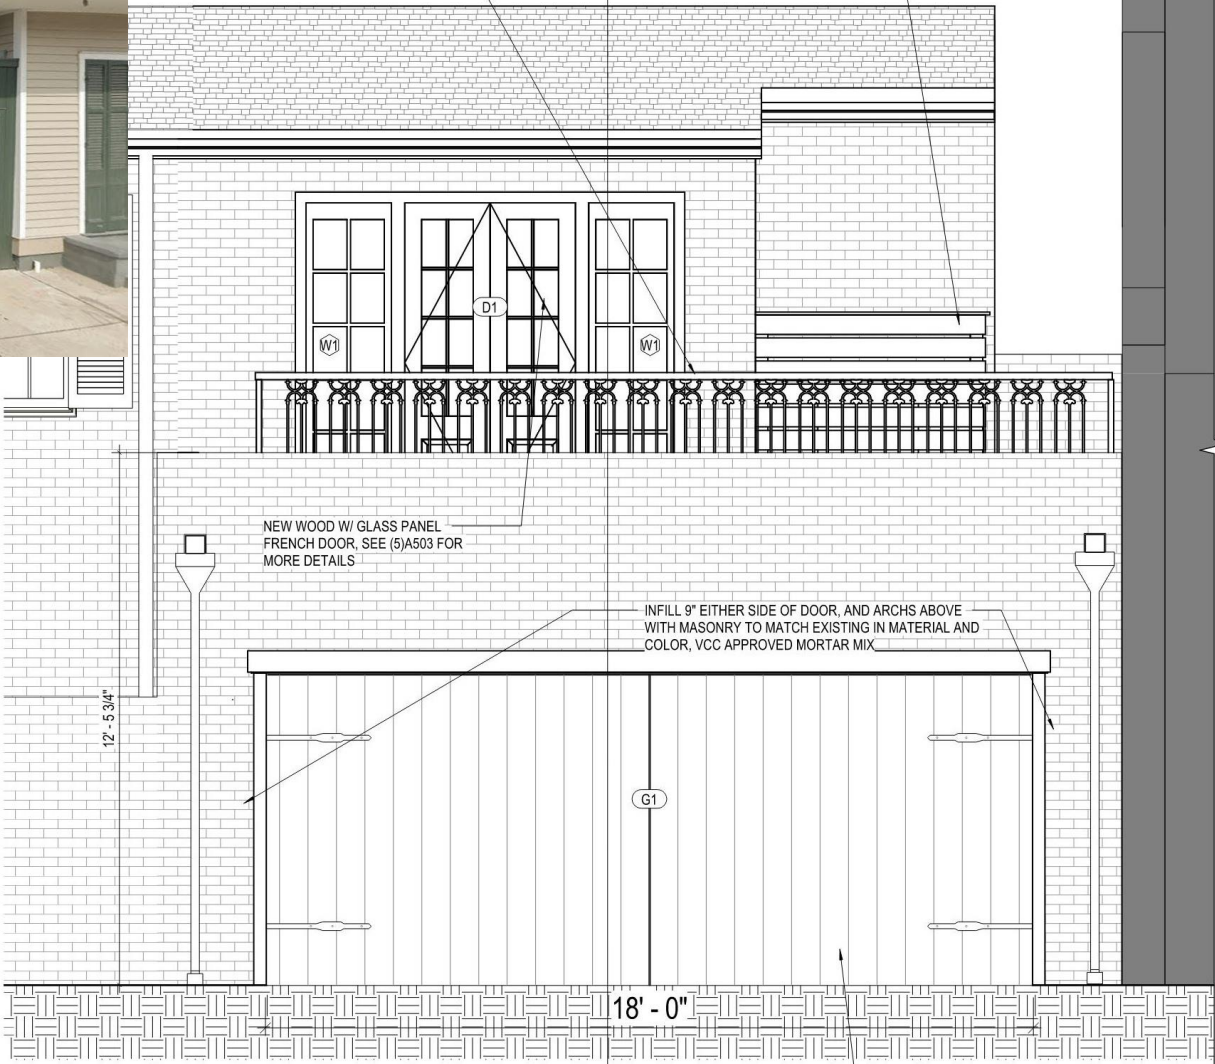 D1
W1
W1
NEW WOOD W/ GLASS PANEL
FRENCH DOOR, SEE (5)A503 FOR
MORE DETAILS
INFILL 9" EITHER SIDE OF DOOR, AND ARCHS ABOVE
WITH MASONRY TO MATCH EXISTING IN MATERIAL AND
COLOR, VCC APPROVED MORTAR MIX
12' - 5 3/4"
G1
18' - 0"